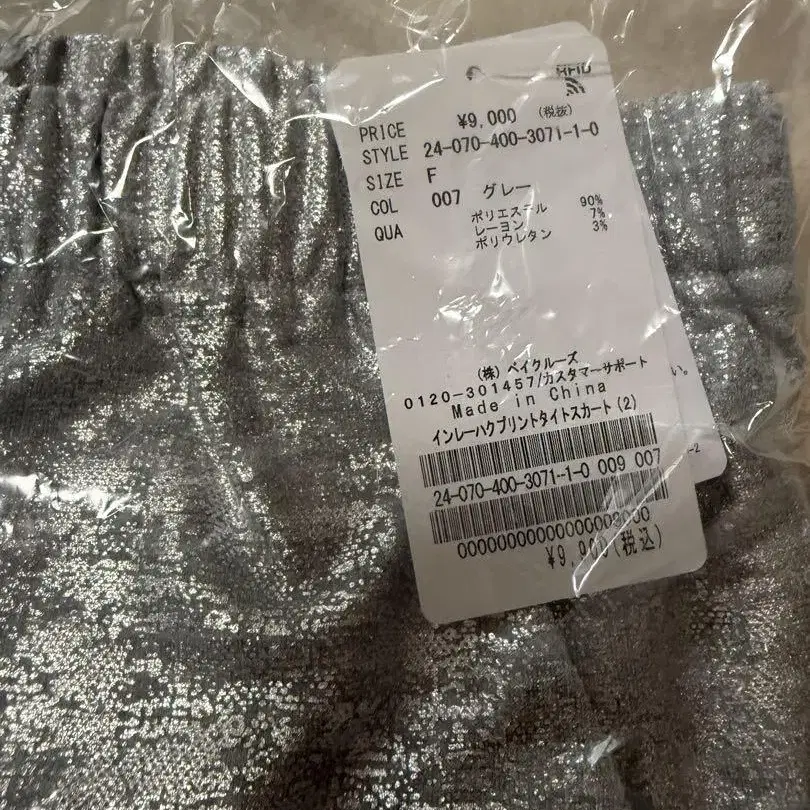 RFID
PRICE ¥9,000 (税抜)
STYLE 24-070-400-3071-1-0
SIZE F
COL 007 グレー
QUA ポリエステル 90%
レーヨン 7%
ポリウレタン 3%
(株) ベイクルーズ
0120-301457/カスタマーサポート
Made in China
インレーハクプリントタイトスカート(2)
24-070-400-3071-1-0 009 007
¥9,900(税込)
い。
-2